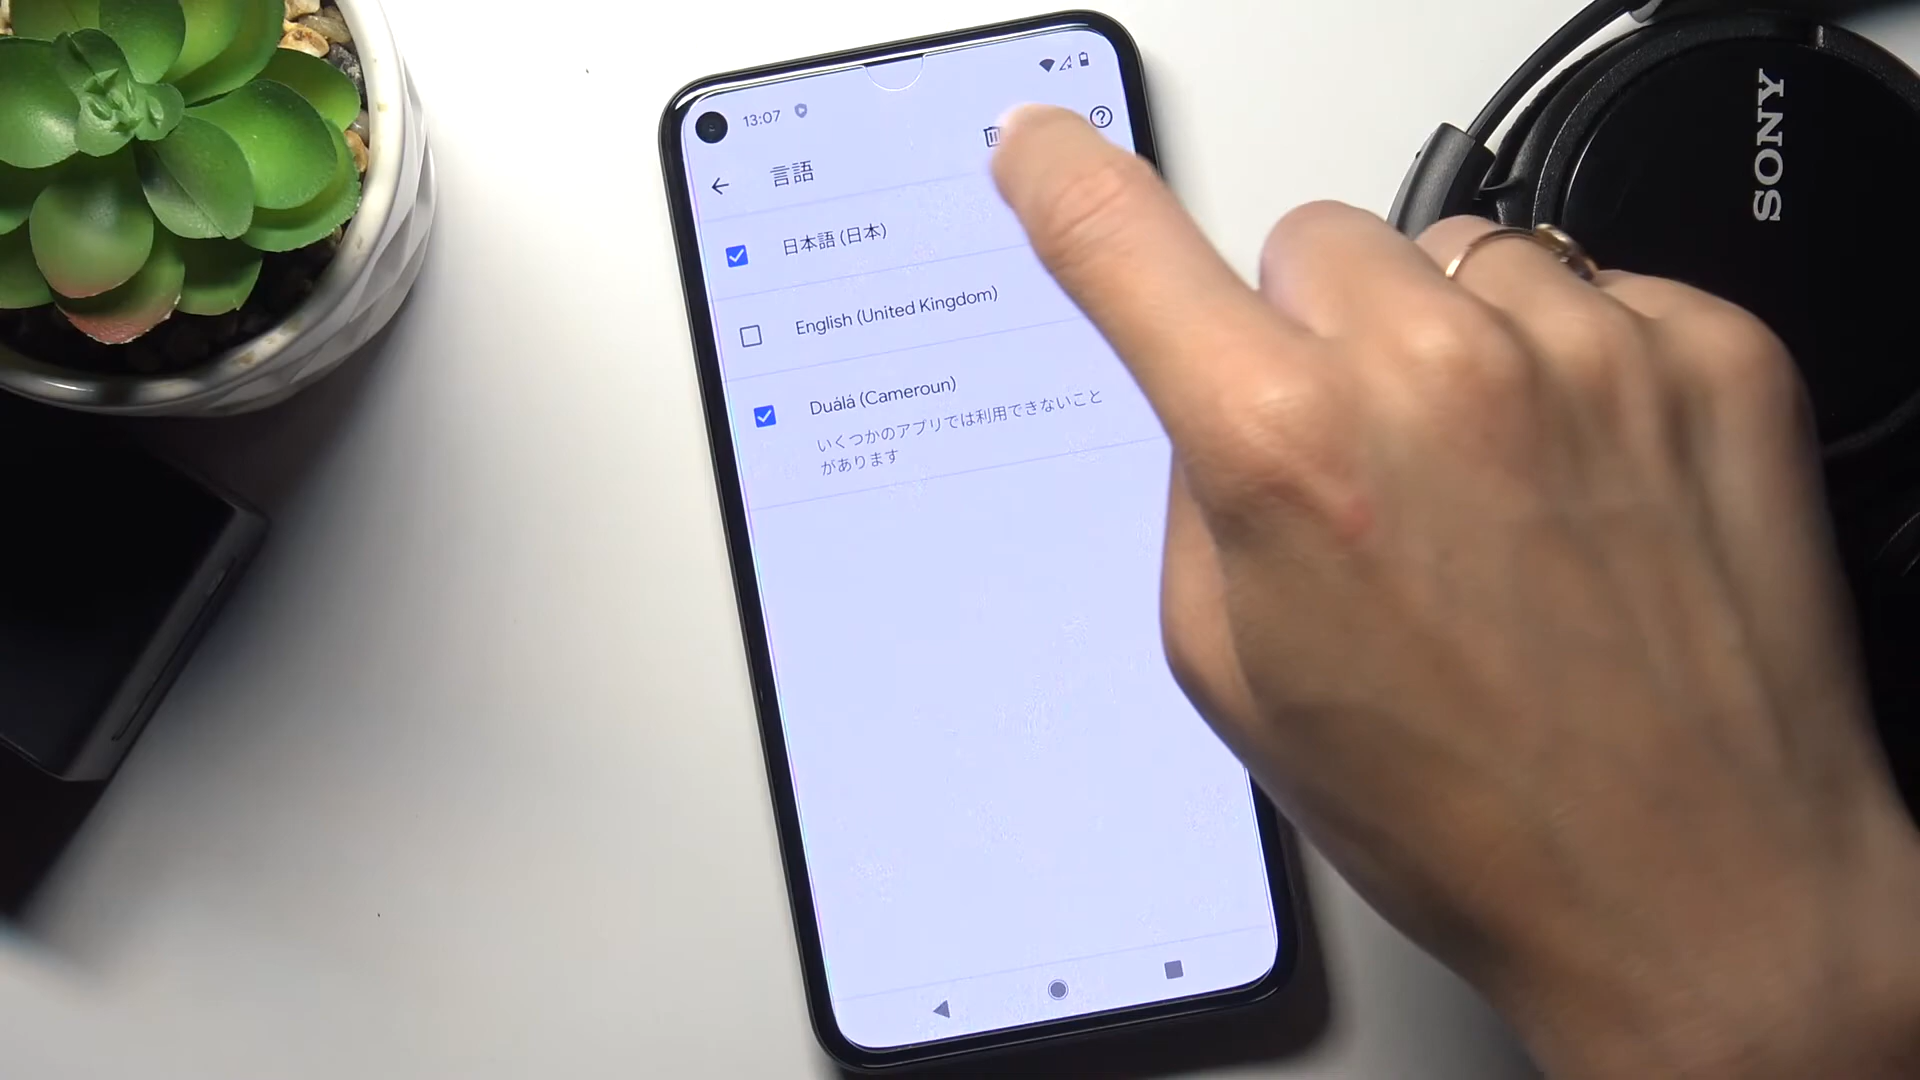 13:07
言語
日本語 (日本)
English (United Kingdom)
Duálá (Cameroun)
いくつかのアプリでは利用できないこと
があります
SONY